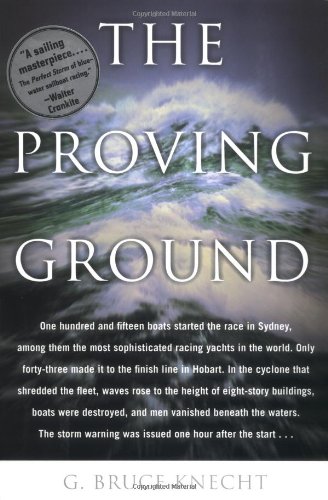 Copyrighted Material
THE
PROVING
GROUND
"A sailing
masterpiece....
The Perfect Storm of blue-
water sailboat racing."
—Walter
Cronkite
One hundred and fifteen boats started the race in Sydney,
among them the most sophisticated racing yachts in the world. Only
forty-three made it to the finish line in Hobart. In the cyclone that
shredded the fleet, waves rose to the height of eight-story buildings,
boats were destroyed, and men vanished beneath the waters.
The storm warning was issued one hour after the start . . .
G. BRUCE KNECHT
Copyrighted Material